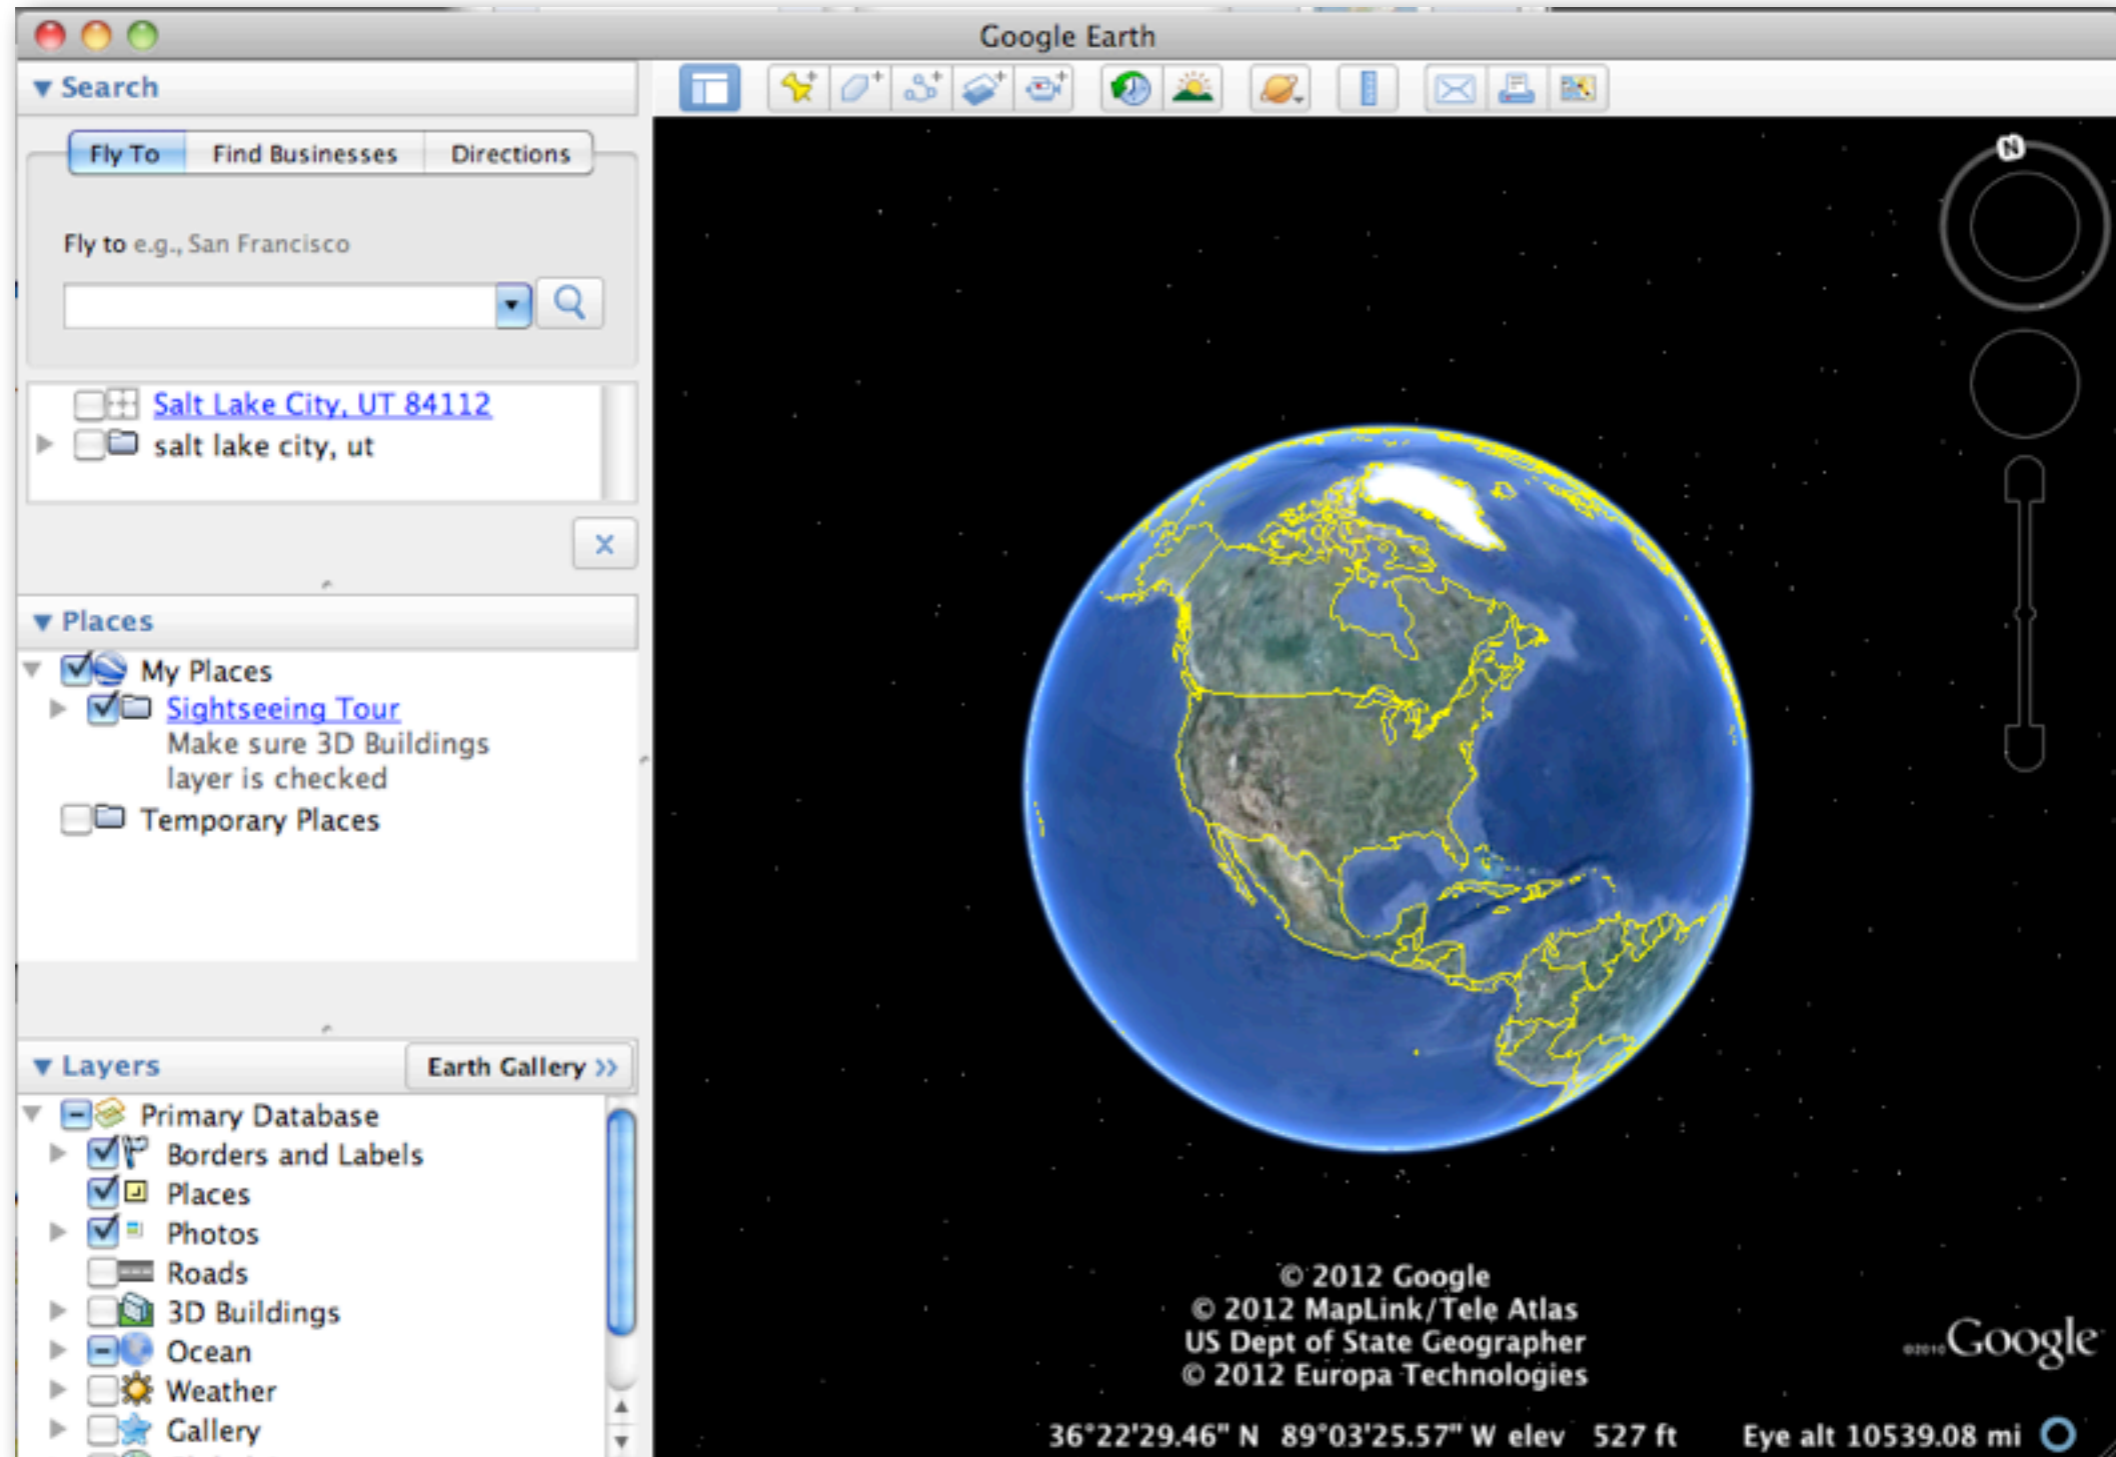 Google Earth
Search
Fly To Find Businesses Directions
Fly to e.g., San Francisco
Salt Lake City, UT 84112
salt lake city, ut
Places
My Places
Sightseeing Tour
Make sure 3D Buildings
layer is checked
Temporary Places
Layers Earth Gallery >>
Primary Database
Borders and Labels
Places
Photos
Roads
3D Buildings
Ocean
Weather
Gallery
N
© 2012 Google
© 2012 MapLink/Tele Atlas
US Dept of State Geographer
© 2012 Europa Technologies
©2010 Google
36°22'29.46" N 89°03'25.57" W elev 527 ft Eye alt 10539.08 mi